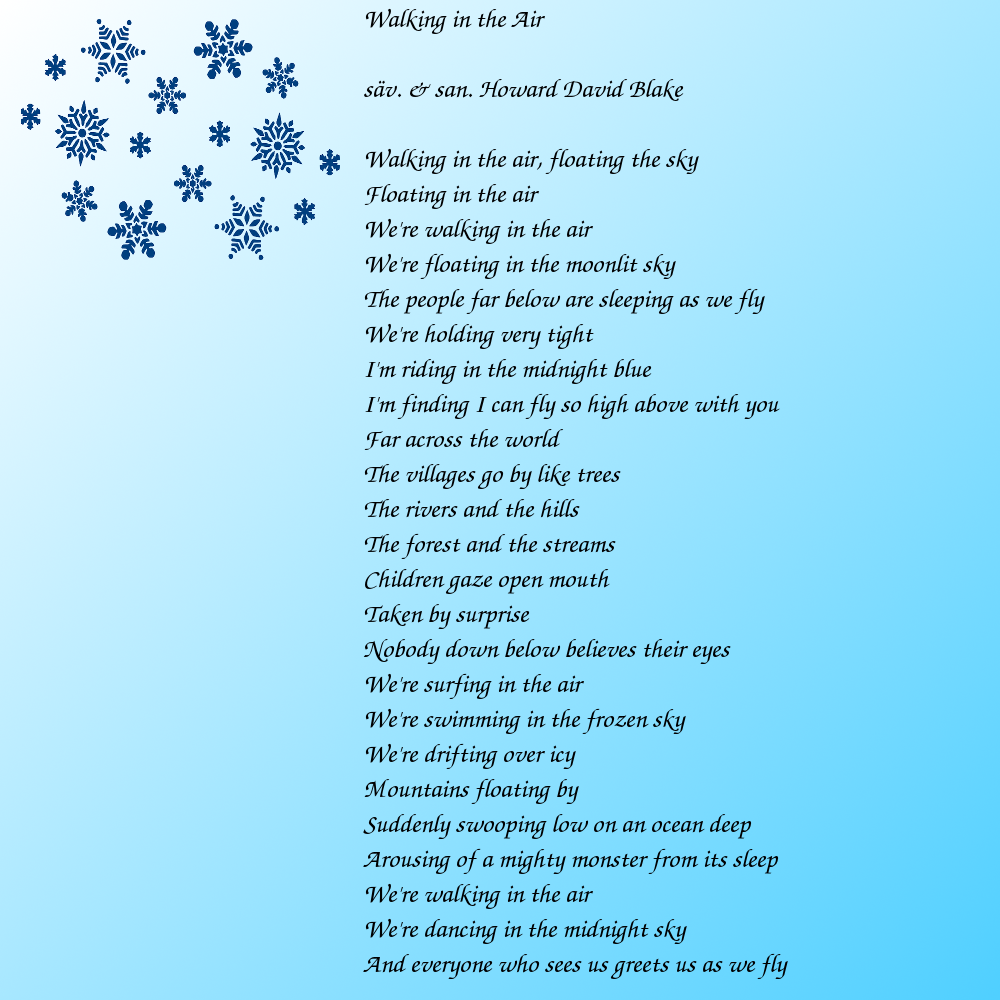 Walking in the Air
säv. & san. Howard David Blake
Walking in the air, floating the sky
Floating in the air
We're walking in the air
We're floating in the moonlit sky
The people far below are sleeping as we fly
We're holding very tight
I'm riding in the midnight blue
I'm finding I can fly so high above with you
Far across the world
The villages go by like trees
The rivers and the hills
The forest and the streams
Children gaze open mouth
Taken by surprise
Nobody down below believes their eyes
We're surfing in the air
We're swimming in the frozen sky
We're drifting over icy
Mountains floating by
Suddenly swooping low on an ocean deep
Arousing of a mighty monster from its sleep
We're walking in the air
We're dancing in the midnight sky
And everyone who sees us greets us as we fly